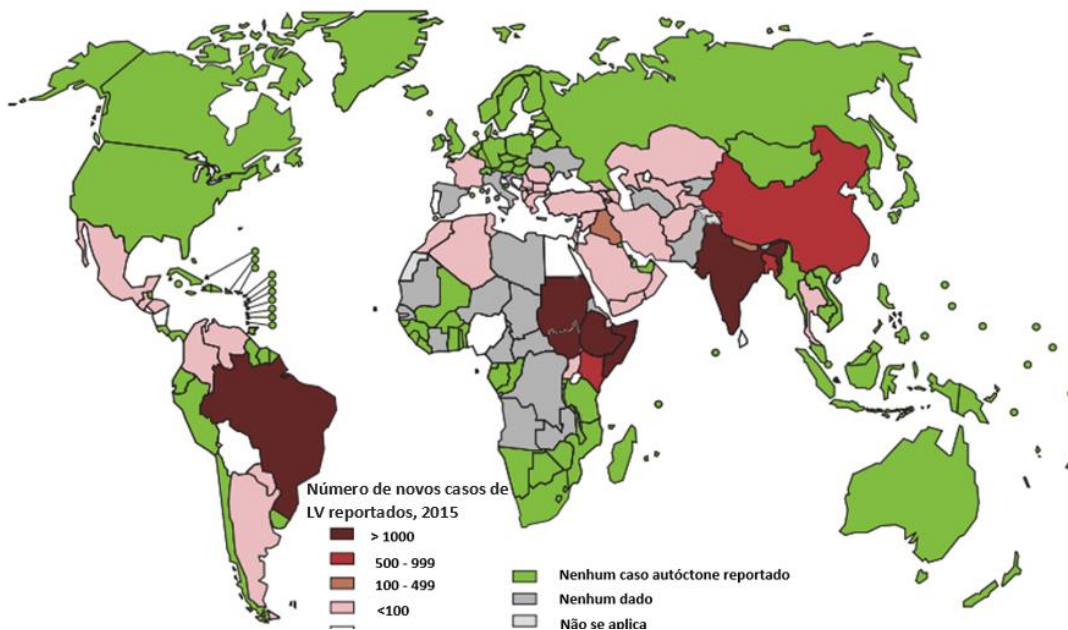 Número de novos casos de
LV reportados, 2015
> 1000
500 - 999
100 - 499
<100
Nenhum caso autóctone reportado
Nenhum dado
Não se aplica